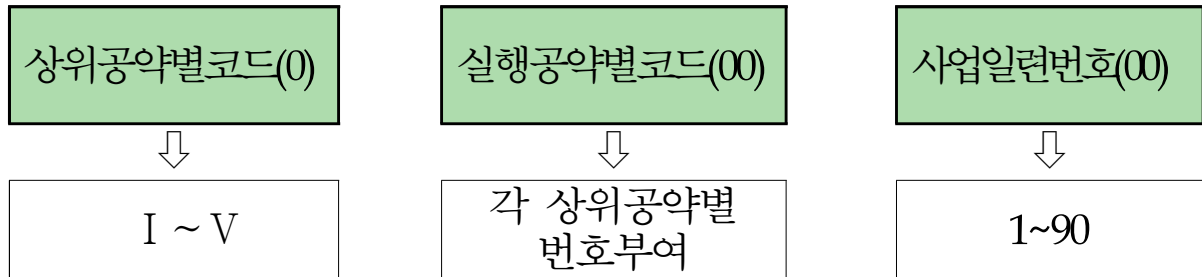 상위공약별코드(0)
실행공약별코드(00)
사업일련번호(00)
Ⅰ ~ Ⅴ
각 상위공약별
번호부여
1~90